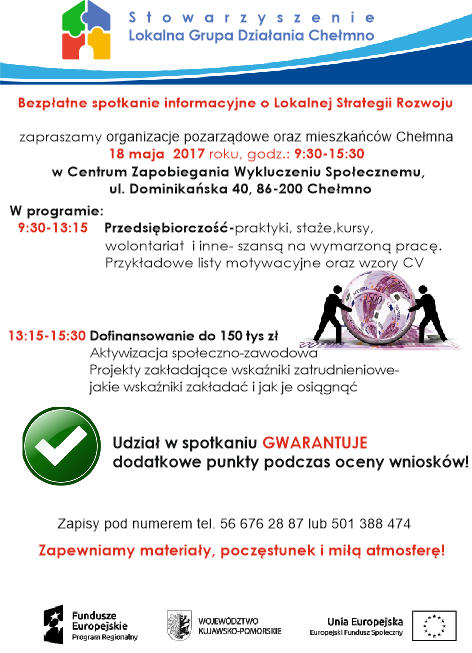 Stowarzyszenie
Lokalna Grupa Działania Chełmno
Bezpłatne spotkanie informacyjne o Lokalnej Strategii Rozwoju
zapraszamy organizacje pozarządowe oraz mieszkańców Chełmna
18 maja 2017 roku, godz.: 9:30-15:30
w Centrum Zapobiegania Wykluczeniu Społecznemu,
ul. Dominikańska 40, 86-200 Chełmno
W programie:
9:30-13:15 Przedsiębiorczość-praktyki, staże,kursy,
wolontariat i inne- szansą na wymarzoną pracę.
Przykładowe listy motywacyjne oraz wzory CV
13:15-15:30 Dofinansowanie do 150 tys zł
Aktywizacja społeczno-zawodowa
Projekty zakładające wskaźniki zatrudnieniowe-
jakie wskaźniki zakładać i jak je osiągnąć
Udział w spotkaniu GWARANTUJE
dodatkowe punkty podczas oceny wniosków!
Zapisy pod numerem tel. 56 676 28 87 lub 501 388 474
Zapewniamy materiały, poczęstunek i miłą atmosferę!
Fundusze
Europejskie
Program Regionalny
WOJEWÓDZTWO
KUJAWSKO-POMORSKIE
Unia Europejska
Europejski Fundusz Społeczny